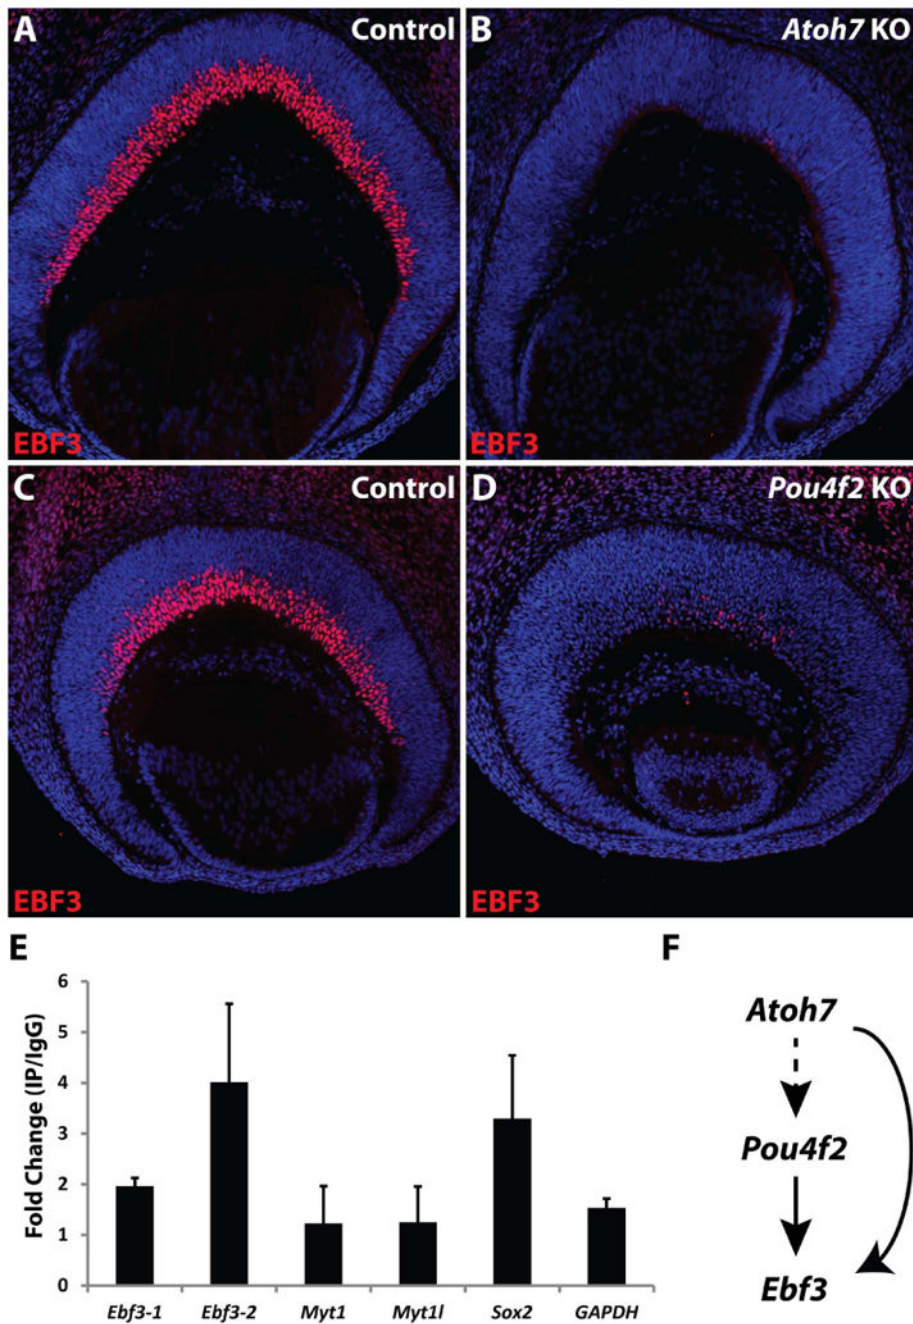 A Control
B Atoh7 KO
EBF3
C Control
D Pou4f2 KO
EBF3
EBF3
E
Fold Change (IP/IgG)
6
5
4
3
2
1
0
Ebf3-1 Ebf3-2 Myt1 Myt1l Sox2 GAPDH
F
Atoh7
Pou4f2
Ebf3